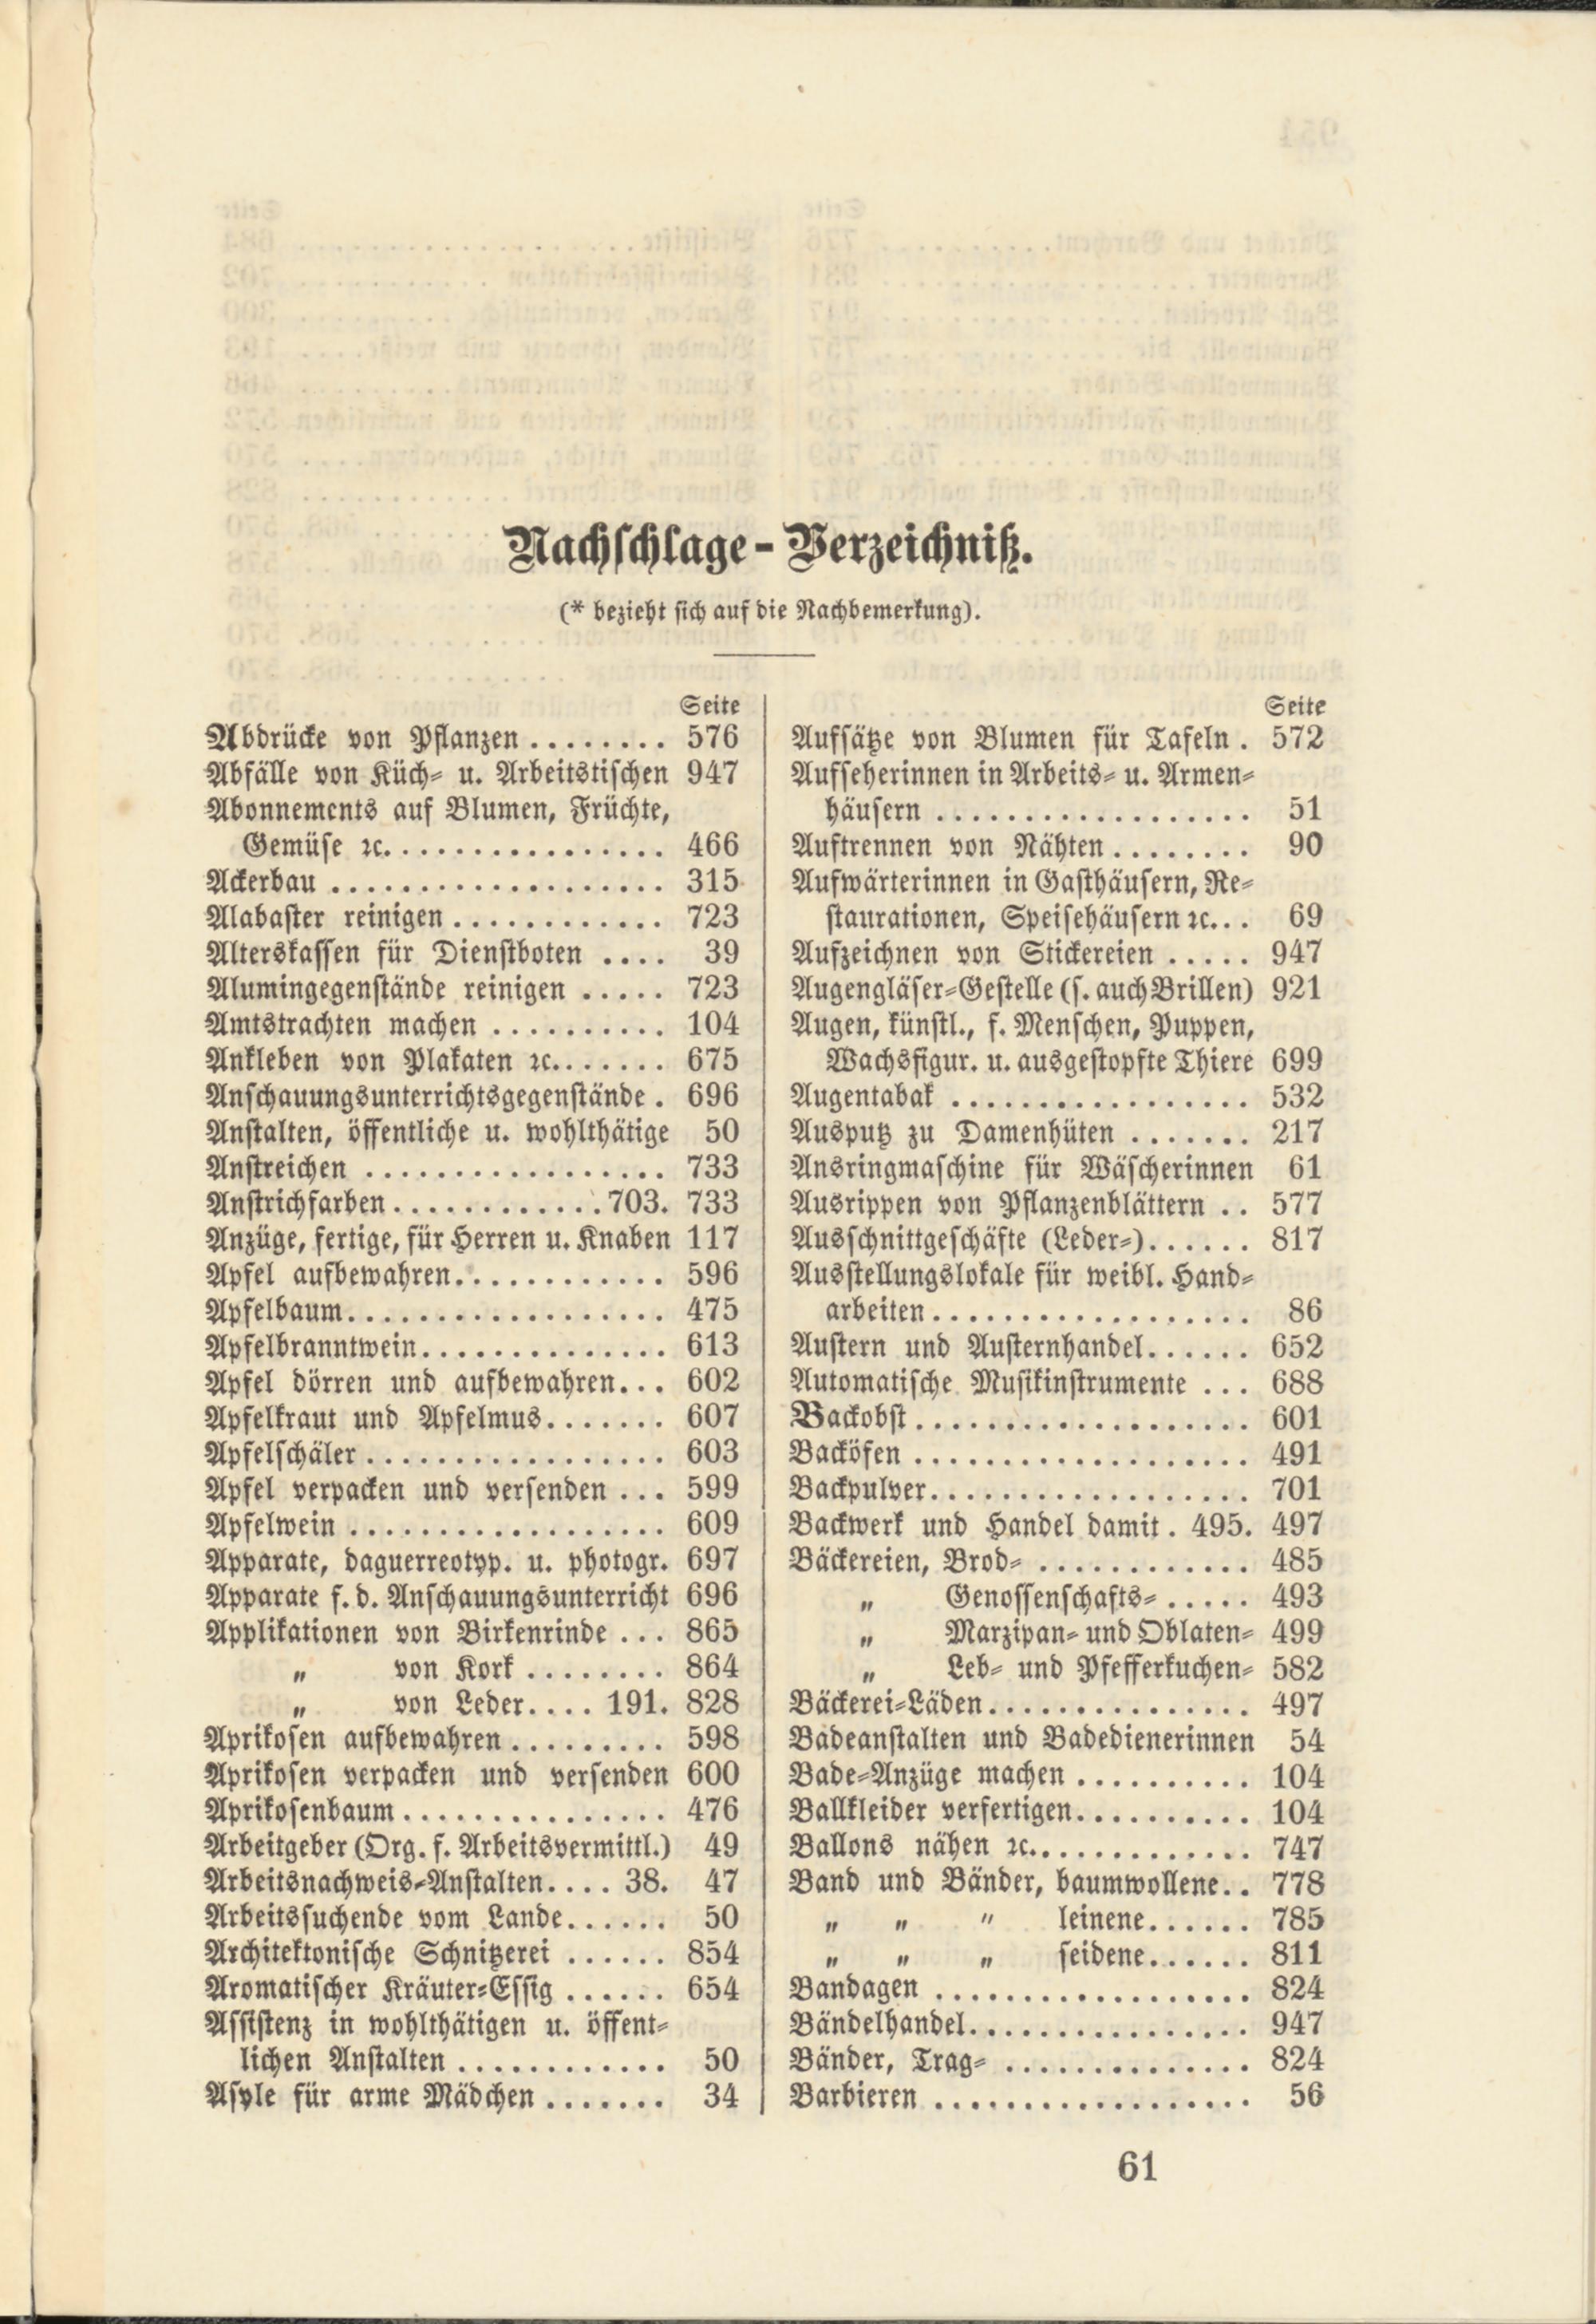 Nachschlage-Verzeichniß.
(* bezieht sich auf die Nachbemerkung).
Seite
Abdrücke von Pflanzen........ 576
Abfälle von Küch- u. Arbeitstischen 947
Abonnements auf Blumen, Früchte,
Gemüse ꝛc................ 466
Ackerbau ................... 315
Alabaster reinigen............ 723
Alterskassen für Dienstboten .... 39
Alumingegenstände reinigen ..... 723
Amtstrachten machen .......... 104
Ankleben von Plakaten ꝛc....... 675
Anschauungsunterrichtsgegenstände . 696
Anstalten, öffentliche u. wohlthätige 50
Anstreichen ................. 733
Anstrichfarben............703. 733
Anzüge, fertige, für Herren u. Knaben 117
Apfel aufbewahren............ 596
Apfelbaum.................. 475
Apfelbranntwein.............. 613
Apfel dörren und aufbewahren... 602
Apfelkraut und Apfelmus....... 607
Apfelschäler................. 603
Apfel verpacken und versenden ... 599
Apfelwein .................. 609
Apparate, daguerreotyp. u. photogr. 697
Apparate f. d. Anschauungsunterricht 696
Applikationen von Birkenrinde ... 865
„ von Kork ........ 864
„ von Leder.... 191. 828
Aprikosen aufbewahren......... 598
Aprikosen verpacken und versenden 600
Aprikosenbaum............... 476
Arbeitgeber (Org. f. Arbeitsvermittl.) 49
Arbeitsnachweis-Anstalten.... 38. 47
Arbeitssuchende vom Lande...... 50
Architektonische Schnitzerei ...... 854
Aromatischer Kräuter-Essig ...... 654
Assistenz in wohlthätigen u. öffent-
lichen Anstalten ............ 50
Asyle für arme Mädchen ....... 34
Seite
Aufsätze von Blumen für Tafeln . 572
Aufseherinnen in Arbeits- u. Armen-
häusern .................. 51
Auftrennen von Nähten........ 90
Aufwärterinnen in Gasthäusern, Re-
staurationen, Speisehäusern ꝛc... 69
Aufzeichnen von Stickereien ..... 947
Augengläser-Gestelle (s. auch Brillen) 921
Augen, künstl., f. Menschen, Puppen,
Wachsfigur. u. ausgestopfte Thiere 699
Augentabak ................. 532
Ausputz zu Damenhüten ....... 217
Ansringmaschine für Wäscherinnen 61
Ausrippen von Pflanzenblättern .. 577
Ausschnittgeschäfte (Leder-)...... 817
Ausstellungslokale für weibl. Hand-
arbeiten.................. 86
Austern und Austernhandel...... 652
Automatische Musikinstrumente ... 688
Backobst................... 601
Backöfen ................... 491
Backpulver.................. 701
Backwerk und Handel damit . 495. 497
Bäckereien, Brod- ............ 485
„ Genossenschafts- ..... 493
„ Marzipan- und Oblaten- 499
„ Leb- und Pfefferkuchen- 582
Bäckerei-Läden............... 497
Badeanstalten und Badedienerinnen 54
Bade-Anzüge machen .......... 104
Ballkleider verfertigen.......... 104
Ballons nähen ꝛc............. 747
Band und Bänder, baumwollene.. 778
„ „ „ leinene...... 785
„ „ „ seidene...... 811
Bandagen .................. 824
Bändelhandel................ 947
Bänder, Trag- .............. 824
Barbieren .................. 56
61